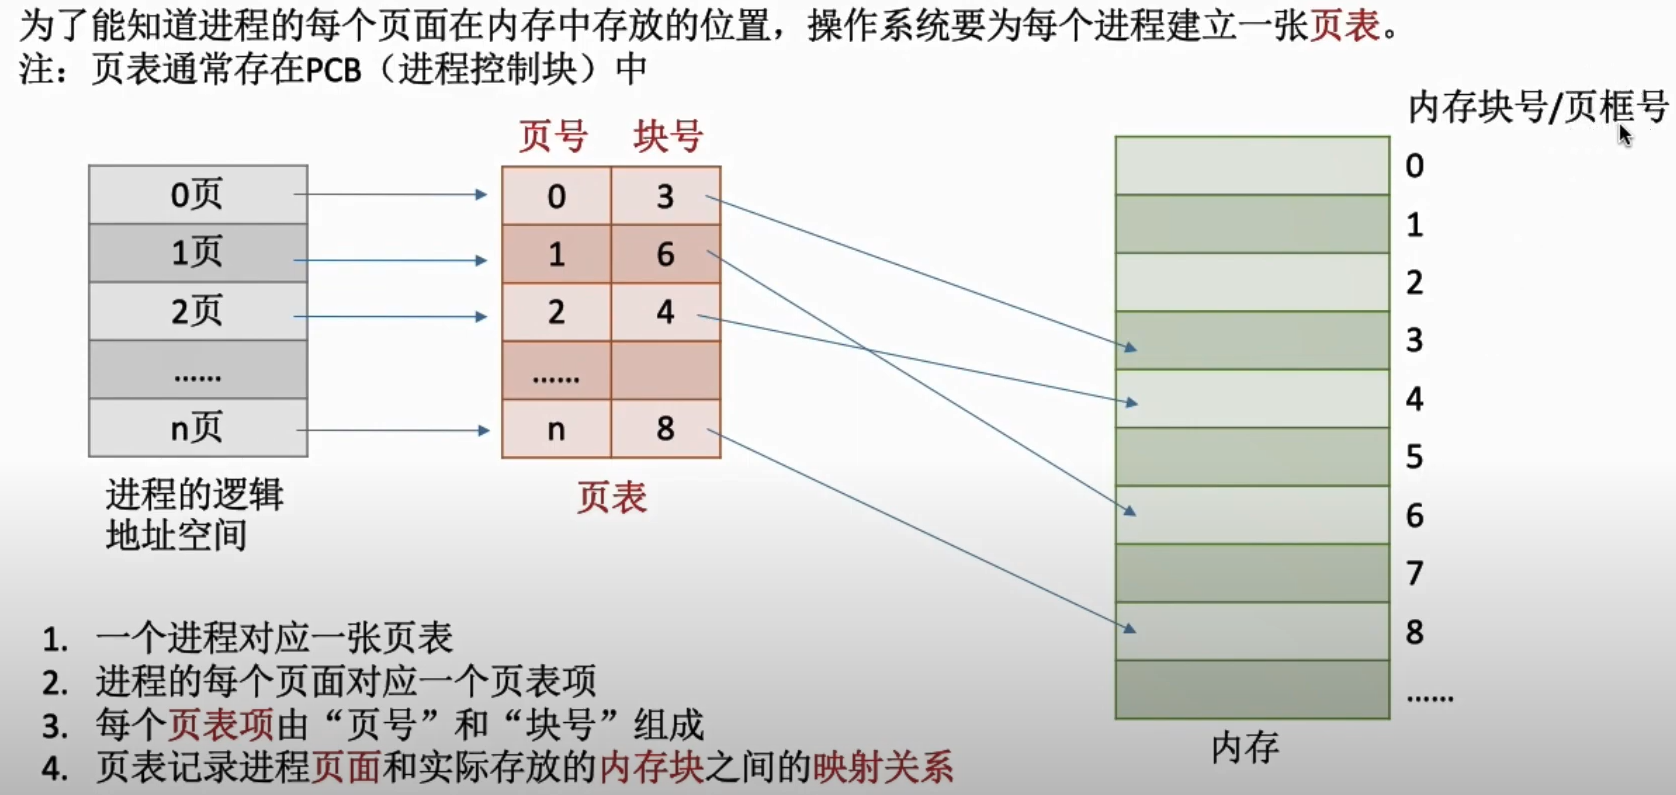 为了能知道进程的每个页面在内存中存放的位置，操作系统要为每个进程建立一张页表。
注：页表通常存在PCB（进程控制块）中
内存块号/页框号
页号 块号
0页
1页
2页
......
n页
进程的逻辑
地址空间
0 3
1 6
2 4
......
n 8
页表
0
1
2
3
4
5
6
7
8
......
内存
1. 一个进程对应一张页表
2. 进程的每个页面对应一个页表项
3. 每个页表项由“页号”和“块号”组成
4. 页表记录进程页面和实际存放的内存块之间的映射关系